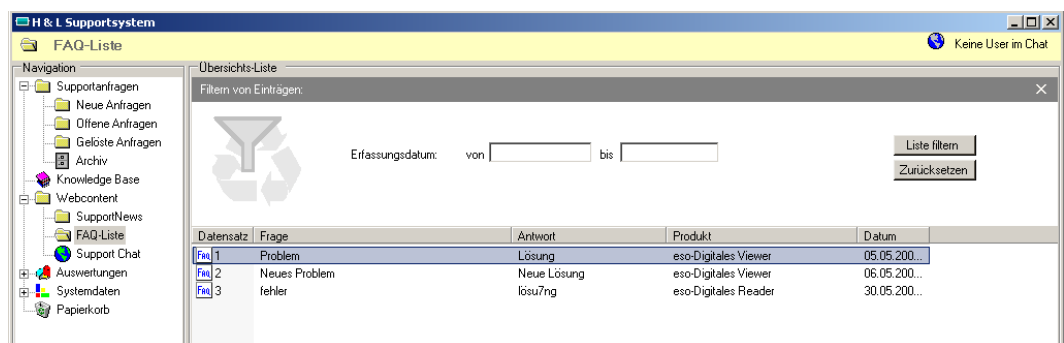 H & L Supportsystem
FAQ-Liste
Keine User im Chat
Navigation
Supportanfragen
Neue Anfragen
Offene Anfragen
Gelöste Anfragen
Archiv
Knowledge Base
Webcontent
SupportNews
FAQ-Liste
Support Chat
Auswertungen
Systemdaten
Papierkorb
Übersichts-Liste
Filtern von Einträgen:
Erfassungsdatum: von bis
Liste filtern
Zurücksetzen
Datensatz Frage Antwort Produkt Datum
FAQ 1 Problem Lösung eso-Digitales Viewer 05.05.200...
FAQ 2 Neues Problem Neue Lösung eso-Digitales Viewer 06.05.200...
FAQ 3 fehler lösu7ng eso-Digitales Reader 30.05.200...